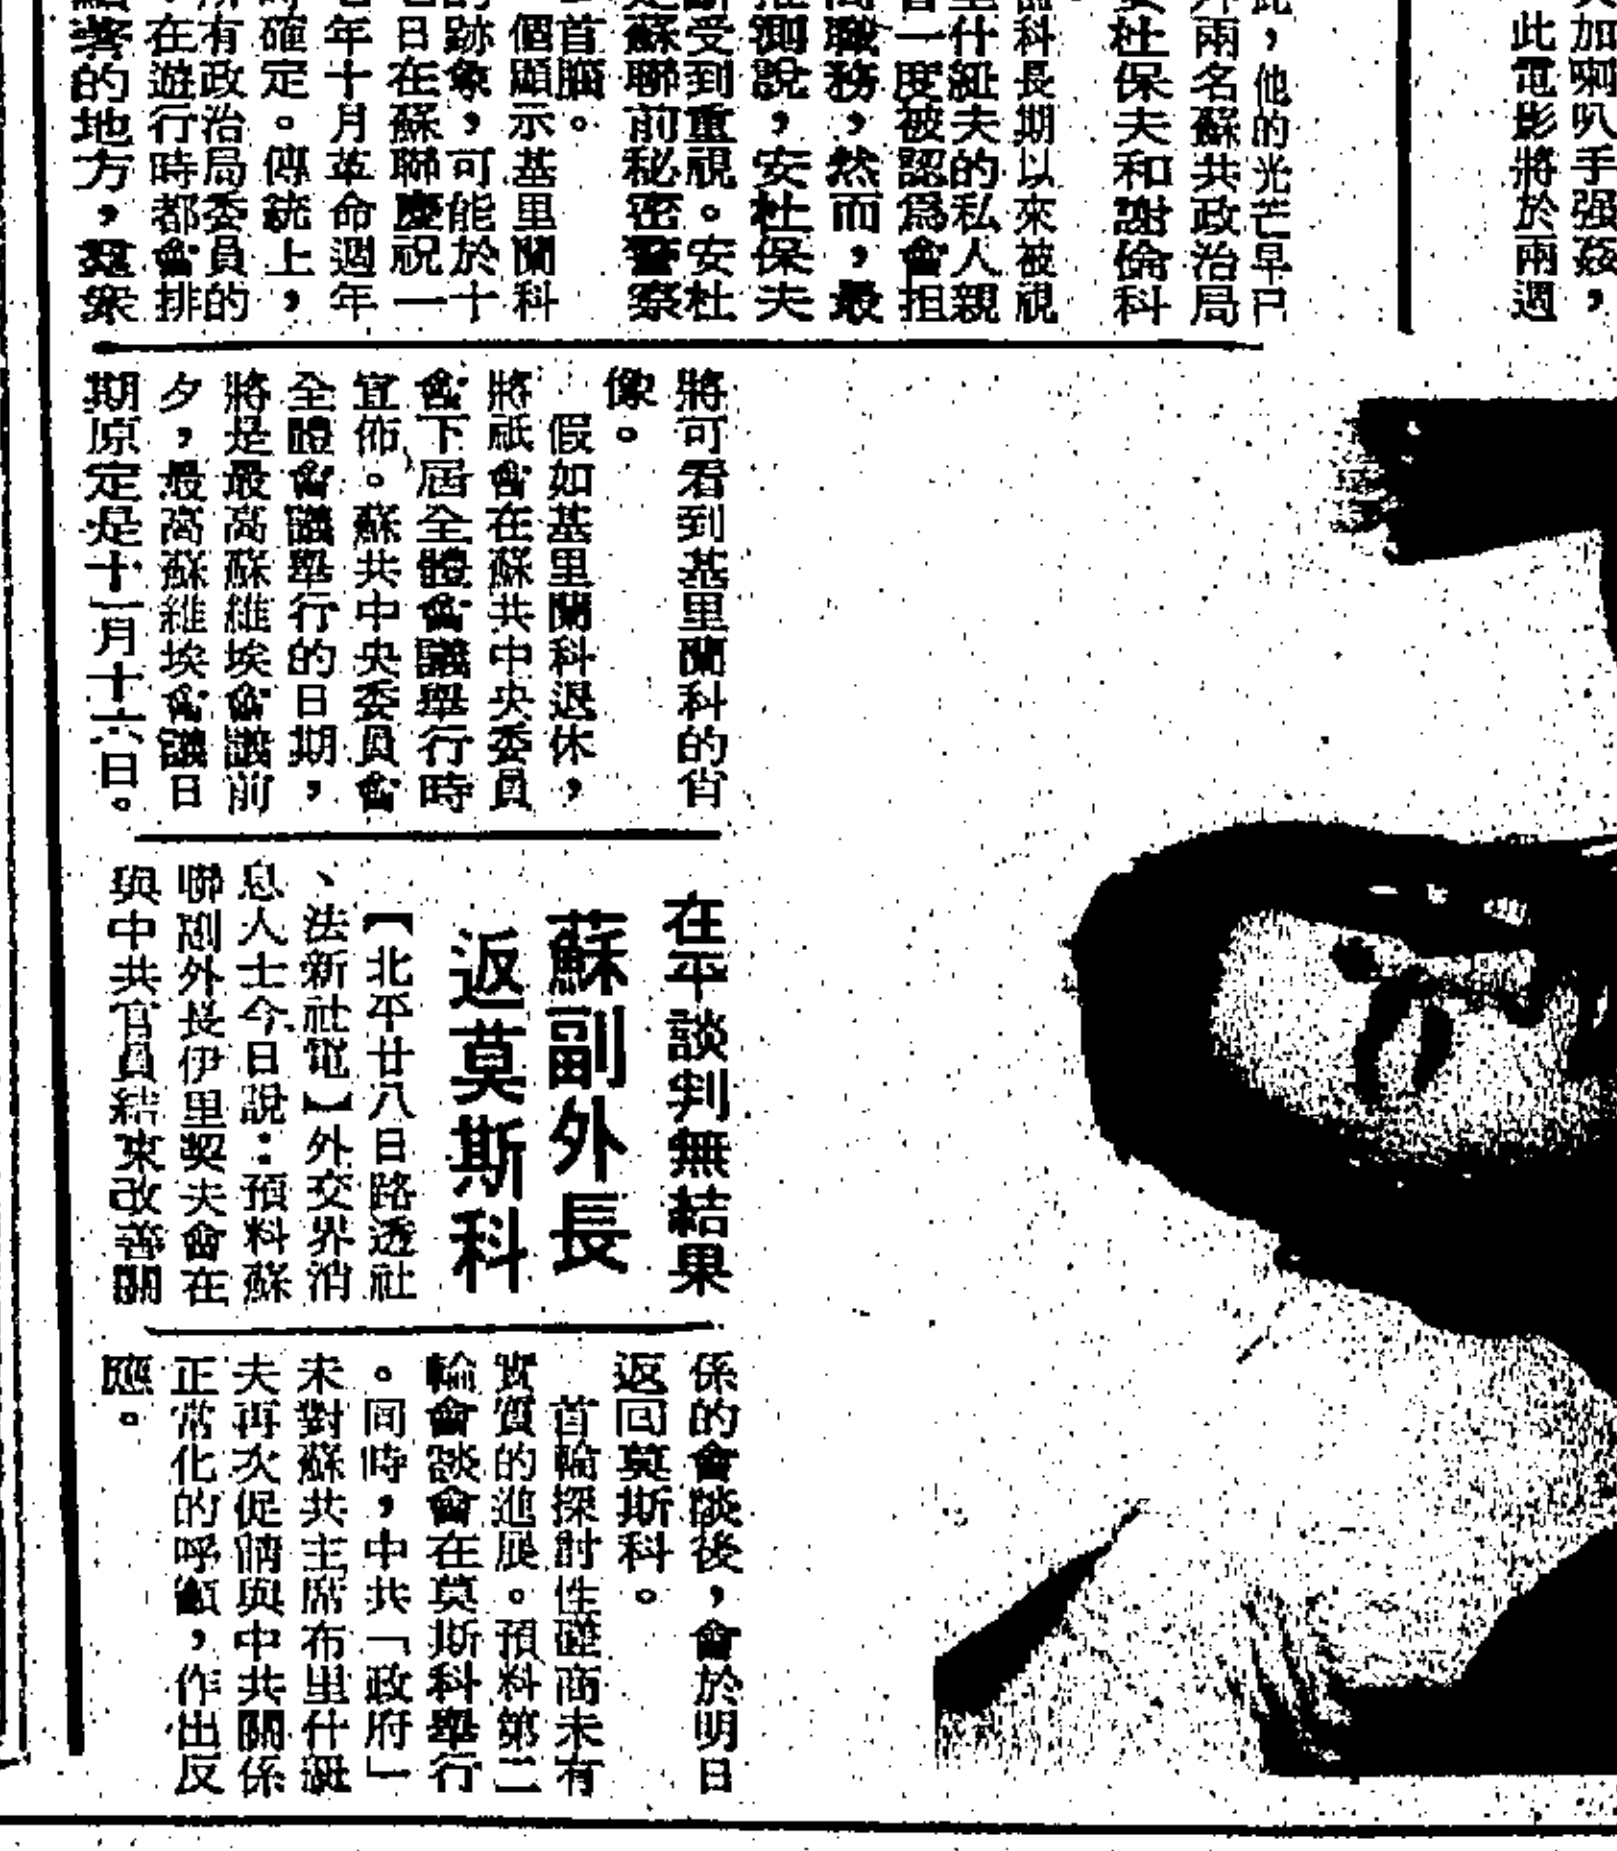 加喇叭手强姦，
此電影將於兩週
，他的光芒早已
兩名蘇共政治局
杜保夫和謝倫科
科長期以來被視
什綖夫的私人親
一度被認爲會担
職務，然而，最
測說，安杜保夫
受到重視。安杜
蘇聯前秘密警察
首腦。
個顯示基里蘭科
的跡象，可能於十
日在蘇聯慶祝一
年十月革命週年
確定。傳統上，
有政治局委員的
。在遊行時都會排
落的地方，羣衆
將可看到基里蘭科的肖
像。
假如基里蘭科退休，
將祇會在蘇共中央委員
會下屆全體會議舉行時
宣佈。蘇共中央委員會
全體會議舉行的日期，
將是最高蘇維埃會議前
夕，最高蘇維埃會議日
期原定是十一月十六日。
在平談判無結果
蘇副外長
返莫斯科
【北平廿八日路透社
、法新社電】外交界消
息人士今日說：預料蘇
聯副外長伊里契夫會在
與中共官員結束改善關
係的會談後，會於明日
返回莫斯科。
首輪探討性磋商未有
實質的進展。預料第二
輪會談會在莫斯科舉行
。同時，中共「政府」
未對蘇共主席布里什綖
夫再次促請與中共關係
正常化的呼籲，作出反
應。